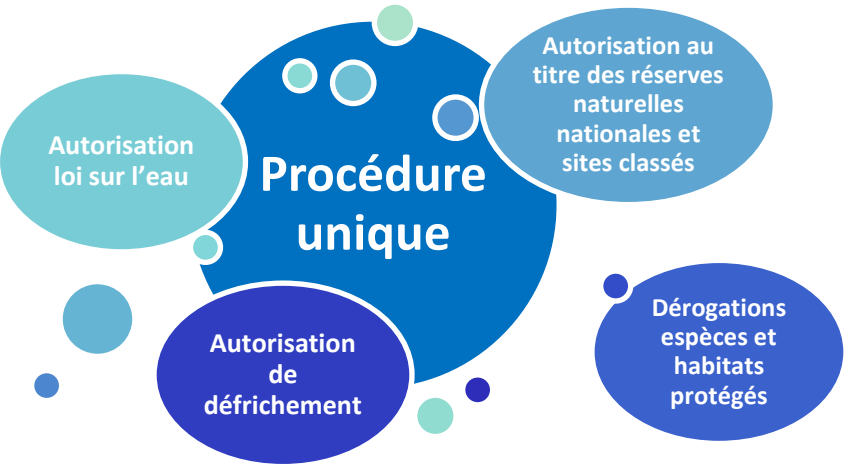 Autorisation au
titre des réserves
naturelles
nationales et
sites classés
Autorisation
loi sur l'eau
Procédure
unique
Autorisation
de
défrichement
Dérogations
espèces et
habitats
protégés